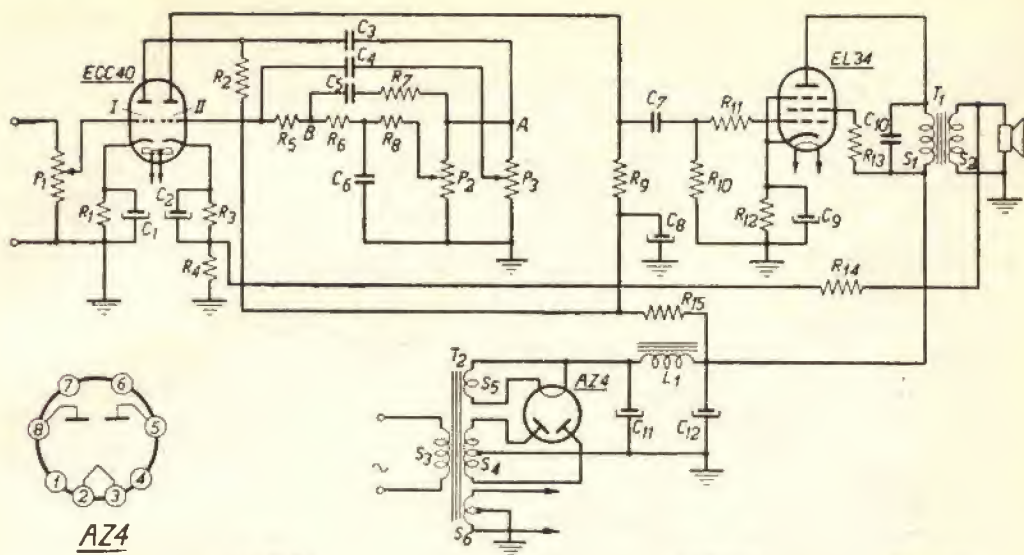 ECC40
I
II
P1
R1
C1
C2
R3
R4
R2
C3
C4
C5
R7
R5
B
R6
R8
C6
P2
P3
A
C7
R11
R9
R10
C8
EL34
R12
C9
C10
R13
T1
S1
S2
R14
R15
T2
S5
AZ4
L1
C11
C12
S3
S4
S6
~
7
6
8
5
1
2
3
4
AZ4